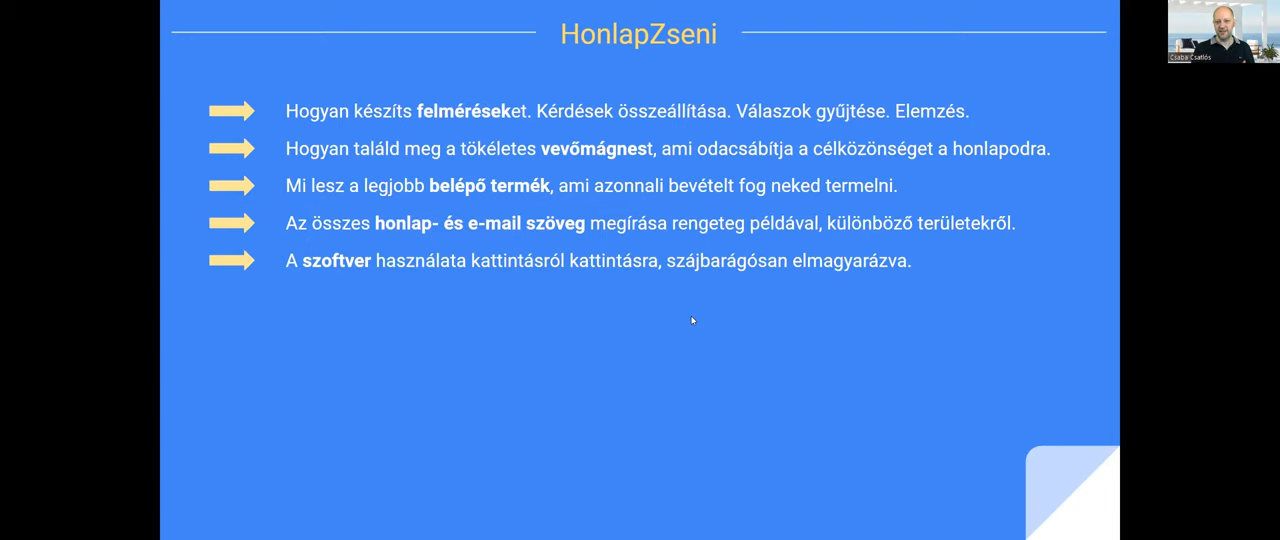 HonlapZseni
Csaba Csatlós
Hogyan készíts felméréseket. Kérdések összeállítása. Válaszok gyűjtése. Elemzés.
Hogyan találd meg a tökéletes vevőmágnest, ami odacsábítja a célközönséget a honlapodra.
Mi lesz a legjobb belépő termék, ami azonnali bevételt fog neked termelni.
Az összes honlap- és e-mail szöveg megírása rengeteg példával, különböző területekről.
A szoftver használata kattintásról kattintásra, szájbarágósan elmagyarázva.